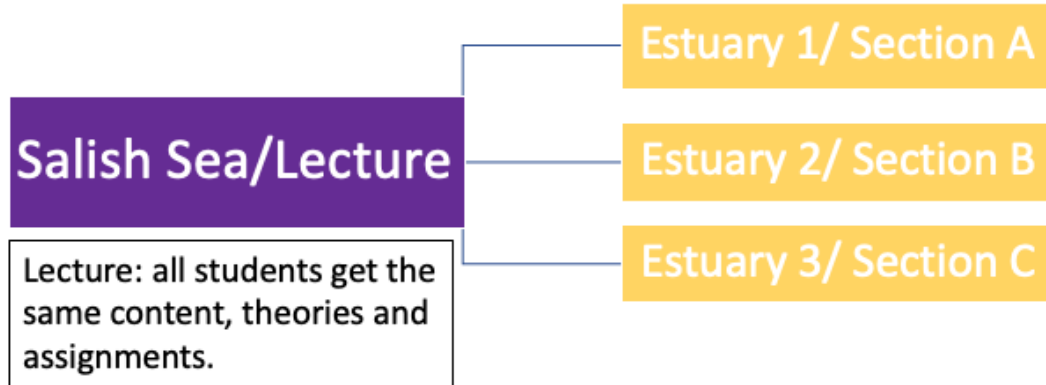 Salish Sea/Lecture
Lecture: all students get the
same content, theories and
assignments.
Estuary 1/ Section A
Estuary 2/ Section B
Estuary 3/ Section C